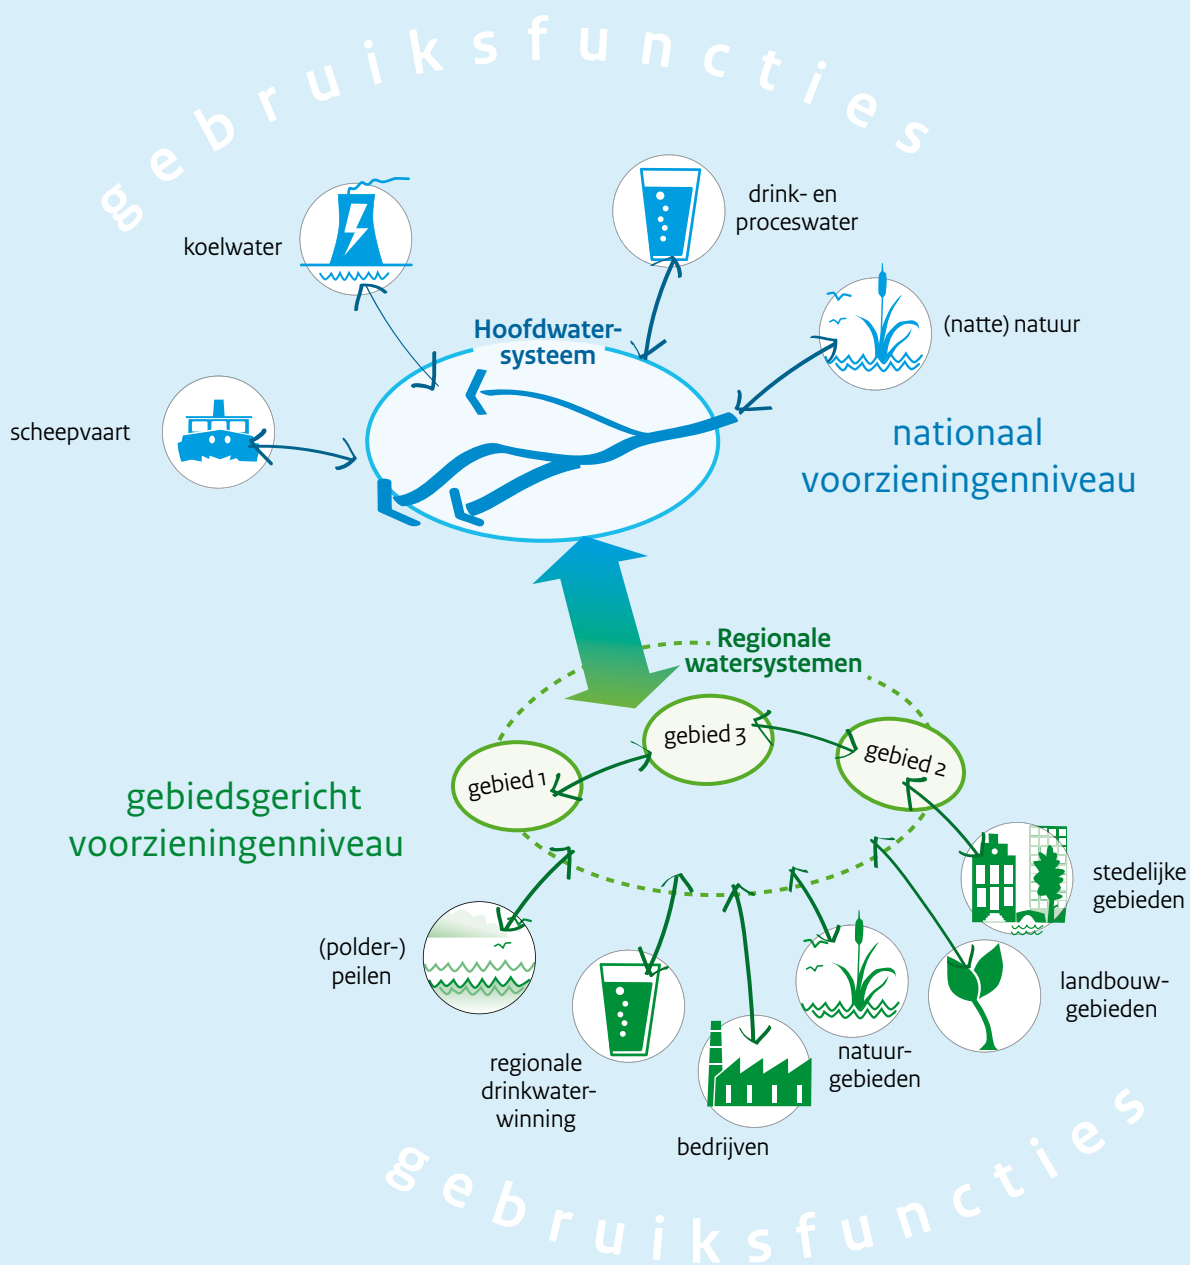 gebruiksfuncties
koelwater
drink- en
proceswater
(natte) natuur
Hoofdwater-
systeem
scheepvaart
nationaal
voorzieningenniveau
Regionale
watersystemen
gebied 1
gebied 3
gebied 2
gebiedsgericht
voorzieningenniveau
stedelijke
gebieden
(polder-)
peilen
landbouw-
gebieden
regionale
drinkwater-
winning
natuur-
gebieden
bedrijven
gebruiksfuncties